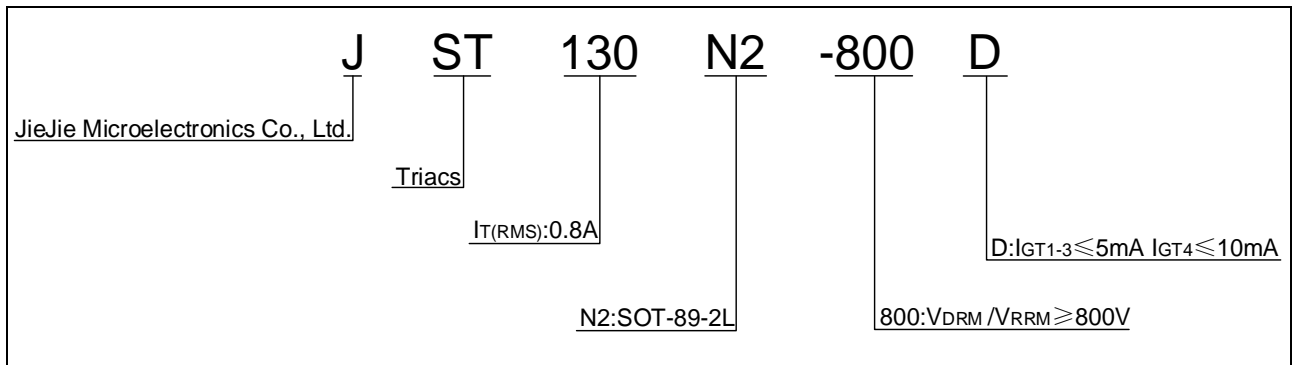 J ST 130 N2 -800 D
JieJie Microelectronics Co., Ltd.
Triacs
IT(RMS):0.8A
D:IGT1-3≤5mA IGT4≤10mA
N2:SOT-89-2L
800:VDRM /VRRM≥800V